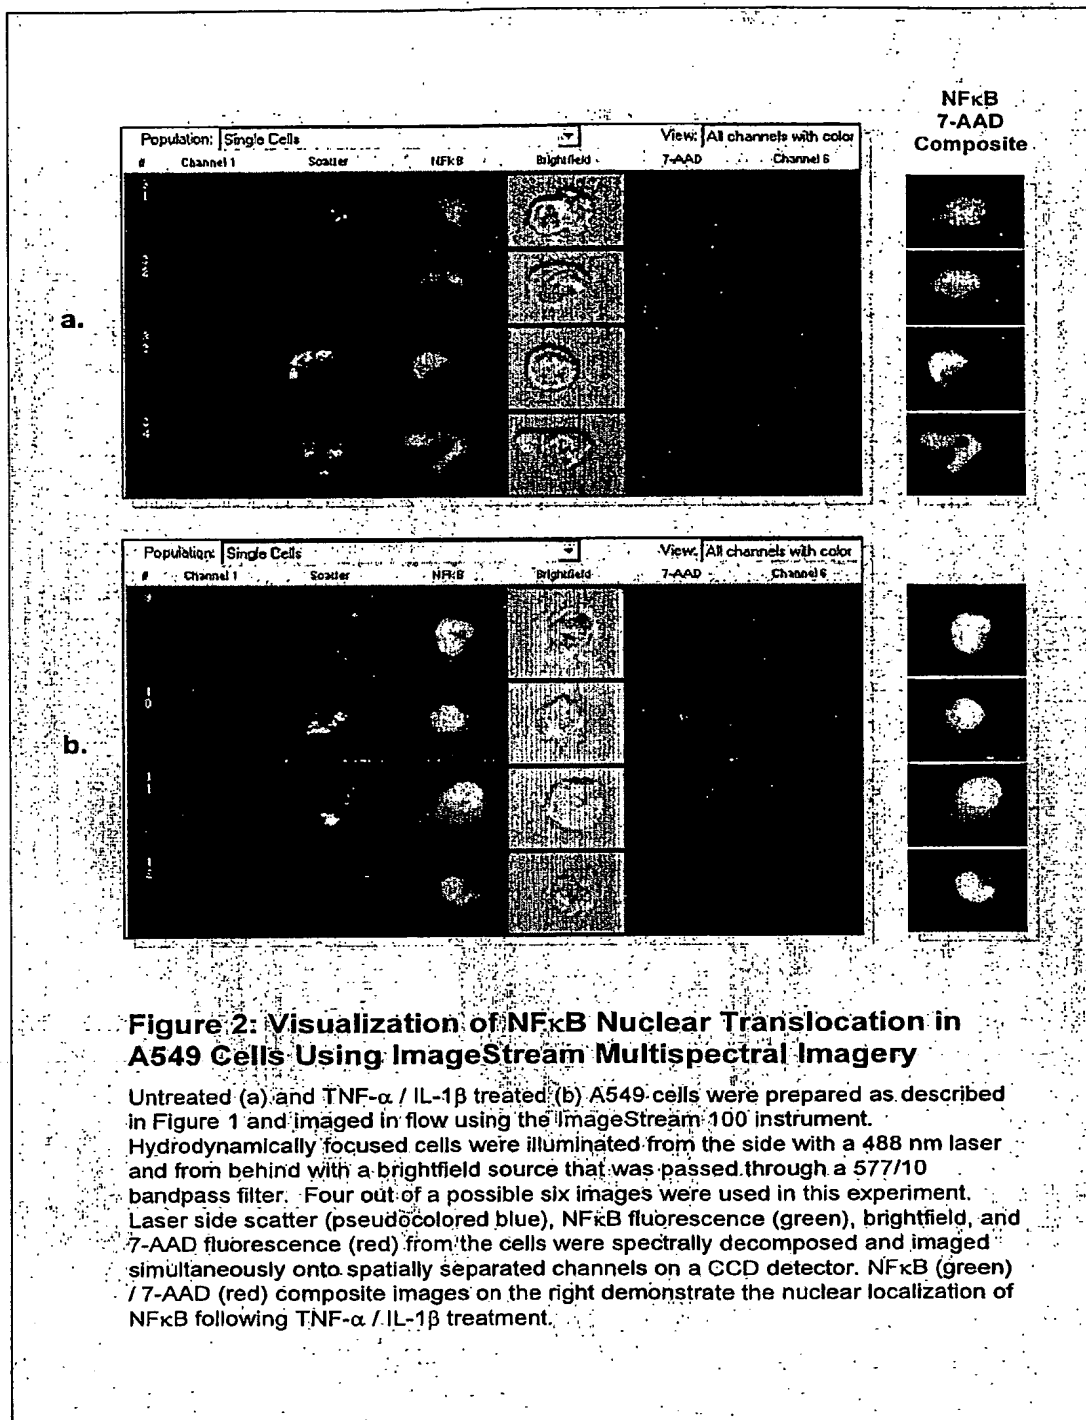 NFκB
7-AAD
Composite
Population: Single Cells View: All channels with color
# Channel 1 Scatter NFkB Brightfield 7-AAD Channel 6
a.
Population: Single Cells View: All channels with color
# Channel 1 Scatter NFkB Brightfield 7-AAD Channel 6
10
b.
Figure 2: Visualization of NFκB Nuclear Translocation in
A549 Cells Using ImageStream Multispectral Imagery
Untreated (a) and TNF-α / IL-1β treated (b) A549 cells were prepared as described
in Figure 1 and imaged in flow using the ImageStream 100 instrument.
Hydrodynamically focused cells were illuminated from the side with a 488 nm laser
and from behind with a brightfield source that was passed through a 577/10
bandpass filter. Four out of a possible six images were used in this experiment.
Laser side scatter (pseudocolored blue), NFκB fluorescence (green), brightfield, and
7-AAD fluorescence (red) from the cells were spectrally decomposed and imaged
simultaneously onto spatially separated channels on a CCD detector. NFκB (green)
/ 7-AAD (red) composite images on the right demonstrate the nuclear localization of
NFκB following TNF-α / IL-1β treatment.